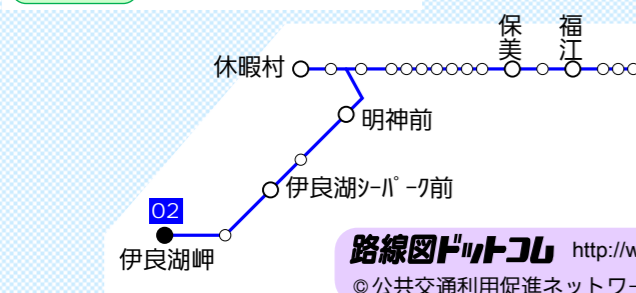 保美
福江
休暇村
明神前
伊良湖ｼｰﾊﾟｰｸ前
02
伊良湖岬
路線図ドットコム http://w
©公共交通利用促進ネットワー